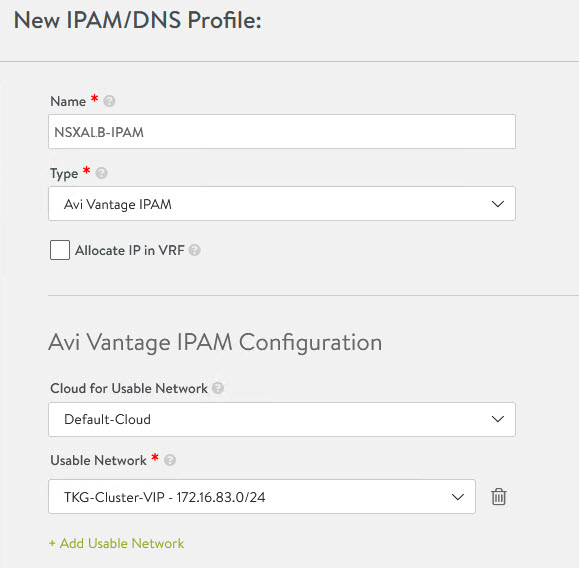 New IPAM/DNS Profile:
Name * ?
NSXALB-IPAM
Type * ?
Avi Vantage IPAM
Allocate IP in VRF ?
Avi Vantage IPAM Configuration
Cloud for Usable Network ?
Default-Cloud
Usable Network * ?
TKG-Cluster-VIP - 172.16.83.0/24
+ Add Usable Network